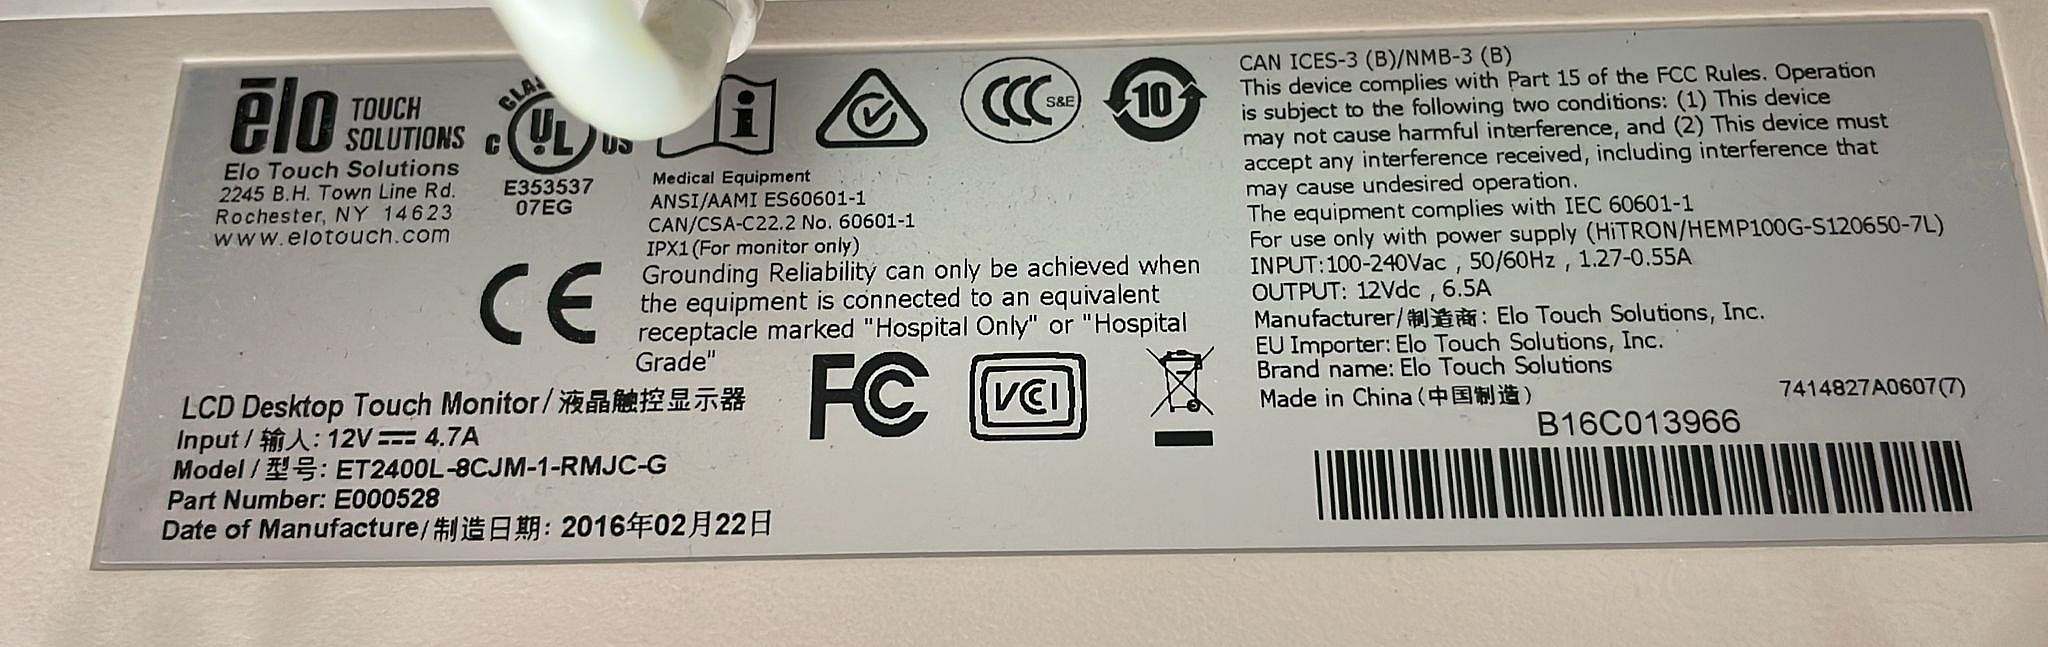 ēlo TOUCH SOLUTIONS
Elo Touch Solutions
2245 B.H. Town Line Rd.
Rochester, NY 14623
www.elotouch.com
C UL US
E353537
07EG
i
CCC S&E
10
Medical Equipment
ANSI/AAMI ES60601-1
CAN/CSA-C22.2 No. 60601-1
IPX1(For monitor only)
Grounding Reliability can only be achieved when
the equipment is connected to an equivalent
receptacle marked "Hospital Only" or "Hospital
Grade"
CE
FC
VCCI
LCD Desktop Touch Monitor/液晶触控显示器
Input/输入: 12V⎓4.7A
Model/型号: ET2400L-8CJM-1-RMJC-G
Part Number: E000528
Date of Manufacture/制造日期: 2016年02月22日
CAN ICES-3 (B)/NMB-3 (B)
This device complies with Part 15 of the FCC Rules. Operation
is subject to the following two conditions: (1) This device
may not cause harmful interference, and (2) This device must
accept any interference received, including interference that
may cause undesired operation.
The equipment complies with IEC 60601-1
For use only with power supply (HiTRON/HEMP100G-S120650-7L)
INPUT:100-240Vac , 50/60Hz , 1.27-0.55A
OUTPUT: 12Vdc , 6.5A
Manufacturer/制造商: Elo Touch Solutions, Inc.
EU Importer: Elo Touch Solutions, Inc.
Brand name: Elo Touch Solutions
Made in China(中国制造)
7414827A0607(7)
B16C013966